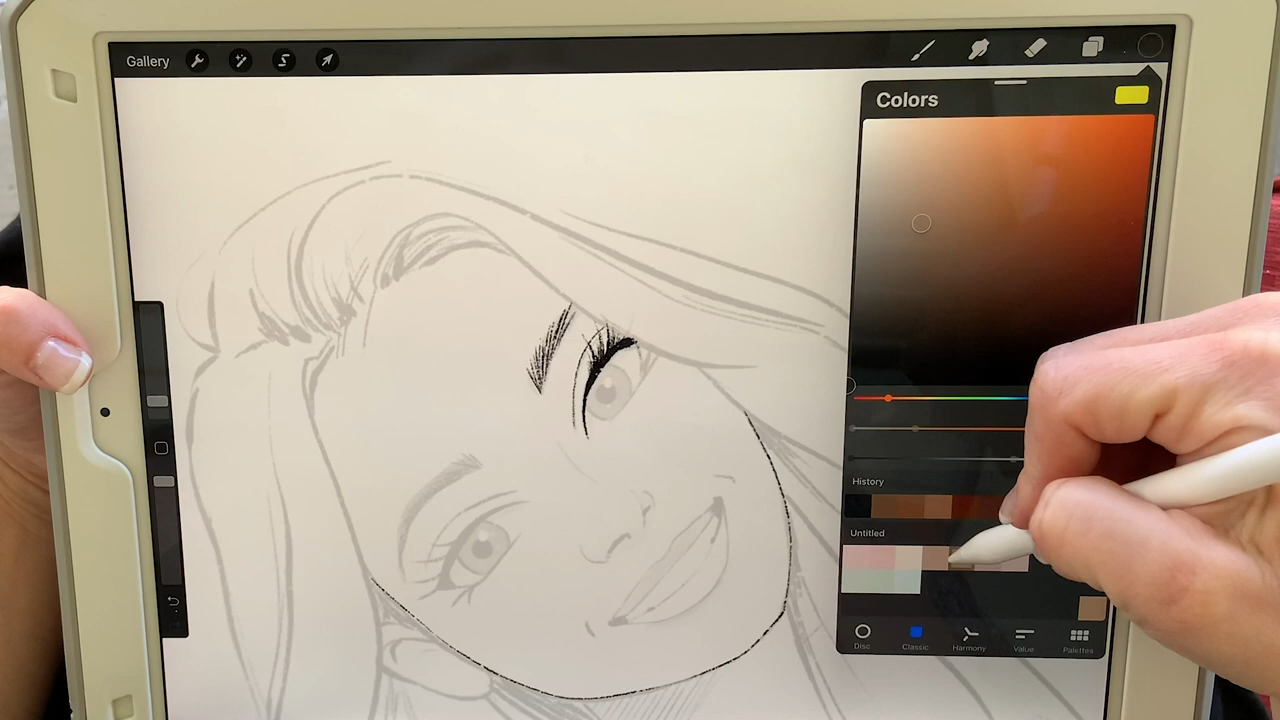 Gallery
Colors
History
Untitled
Disc
Classic
Harmony
Value
Palettes